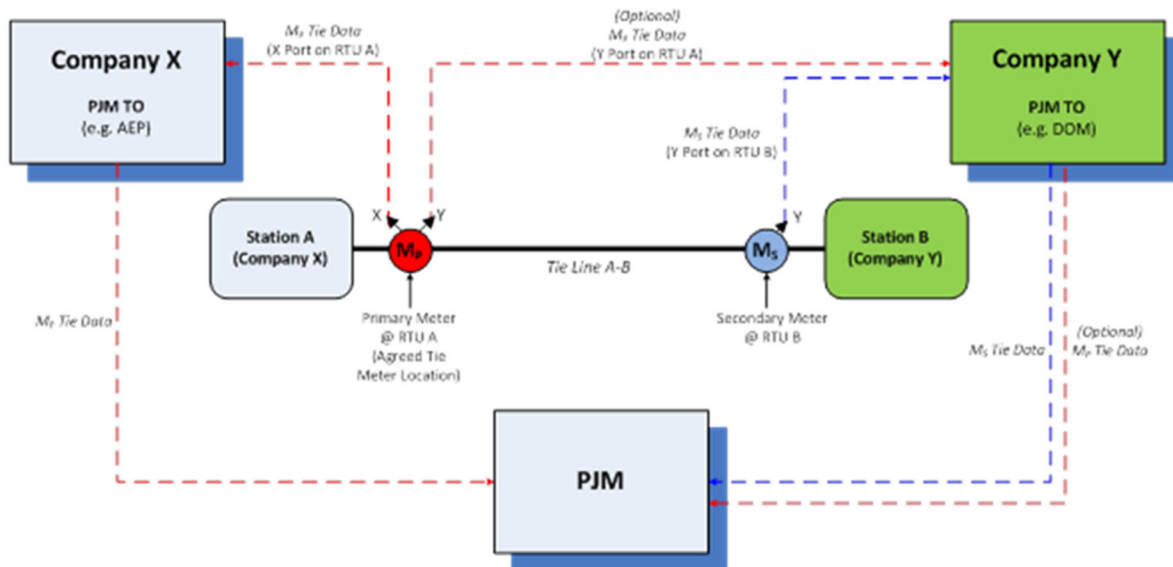 Company X
PJM TO
(e.g. AEP)
Mₚ Tie Data
(X Port on RTU A)
(Optional)
Mₚ Tie Data
(Y Port on RTU A)
Company Y
PJM TO
(e.g. DOM)
Mₛ Tie Data
(Y Port on RTU B)
X
Y
Y
Station A
(Company X)
Mₚ
Tie Line A-B
Mₛ
Station B
(Company Y)
Primary Meter
@ RTU A
(Agreed Tie
Meter Location)
Secondary Meter
@ RTU B
Mₚ Tie Data
Mₛ Tie Data
(Optional)
Mₚ Tie Data
PJM